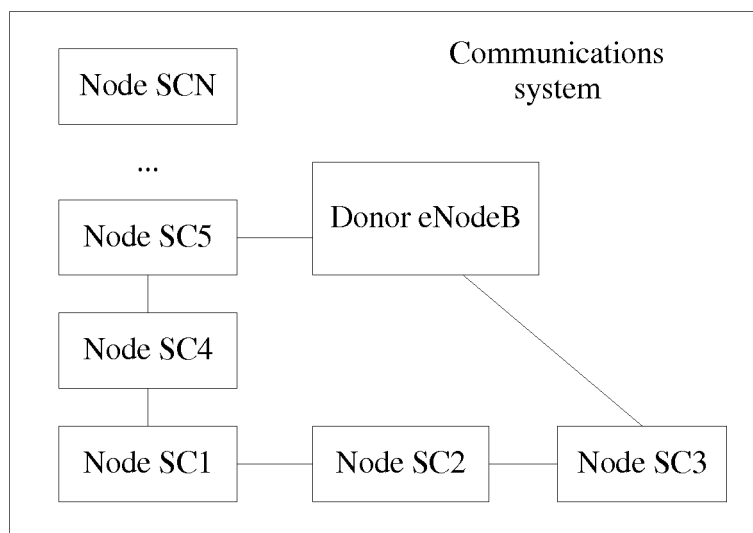 Communications
system
Node SCN
...
Node SC5
Donor eNodeB
Node SC4
Node SC1
Node SC2
Node SC3